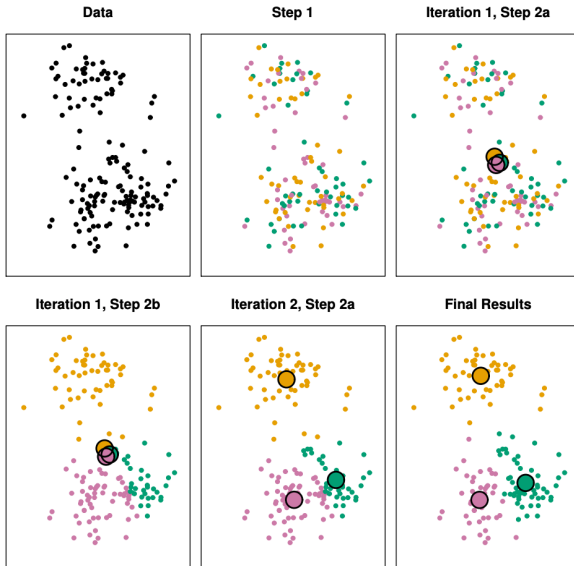 Data
Step 1
Iteration 1, Step 2a
Iteration 1, Step 2b
Iteration 2, Step 2a
Final Results